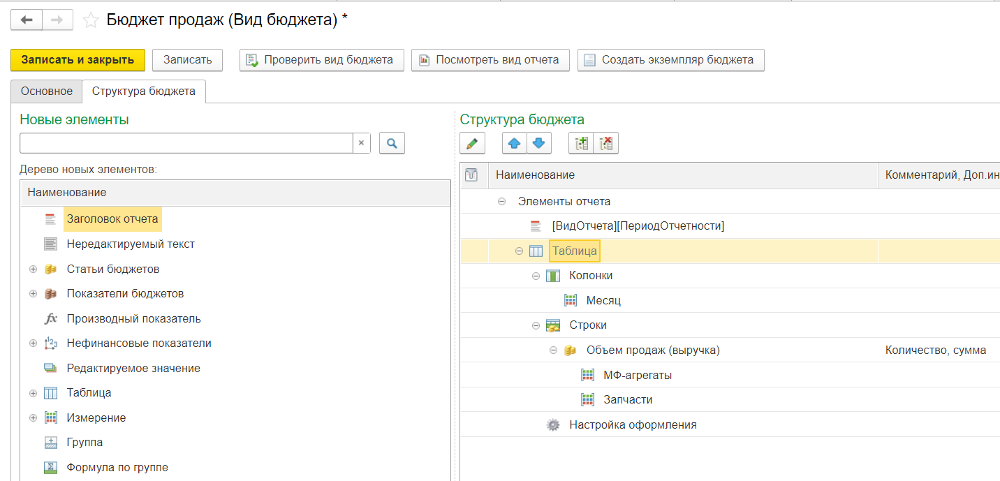 Бюджет продаж (Вид бюджета) *
Записать и закрыть
Записать
Проверить вид бюджета
Посмотреть вид отчета
Создать экземпляр бюджета
Основное
Структура бюджета
Новые элементы
Дерево новых элементов:
Наименование
Заголовок отчета
Нередактируемый текст
Статьи бюджетов
Показатели бюджетов
Производный показатель
Нефинансовые показатели
Редактируемое значение
Таблица
Измерение
Группа
Формула по группе
Структура бюджета
Наименование
Комментарий, Доп.ин
Элементы отчета
[ВидОтчета][ПериодОтчетности]
Таблица
Колонки
Месяц
Строки
Объем продаж (выручка)
Количество, сумма
МФ-агрегаты
Запчасти
Настройка оформления